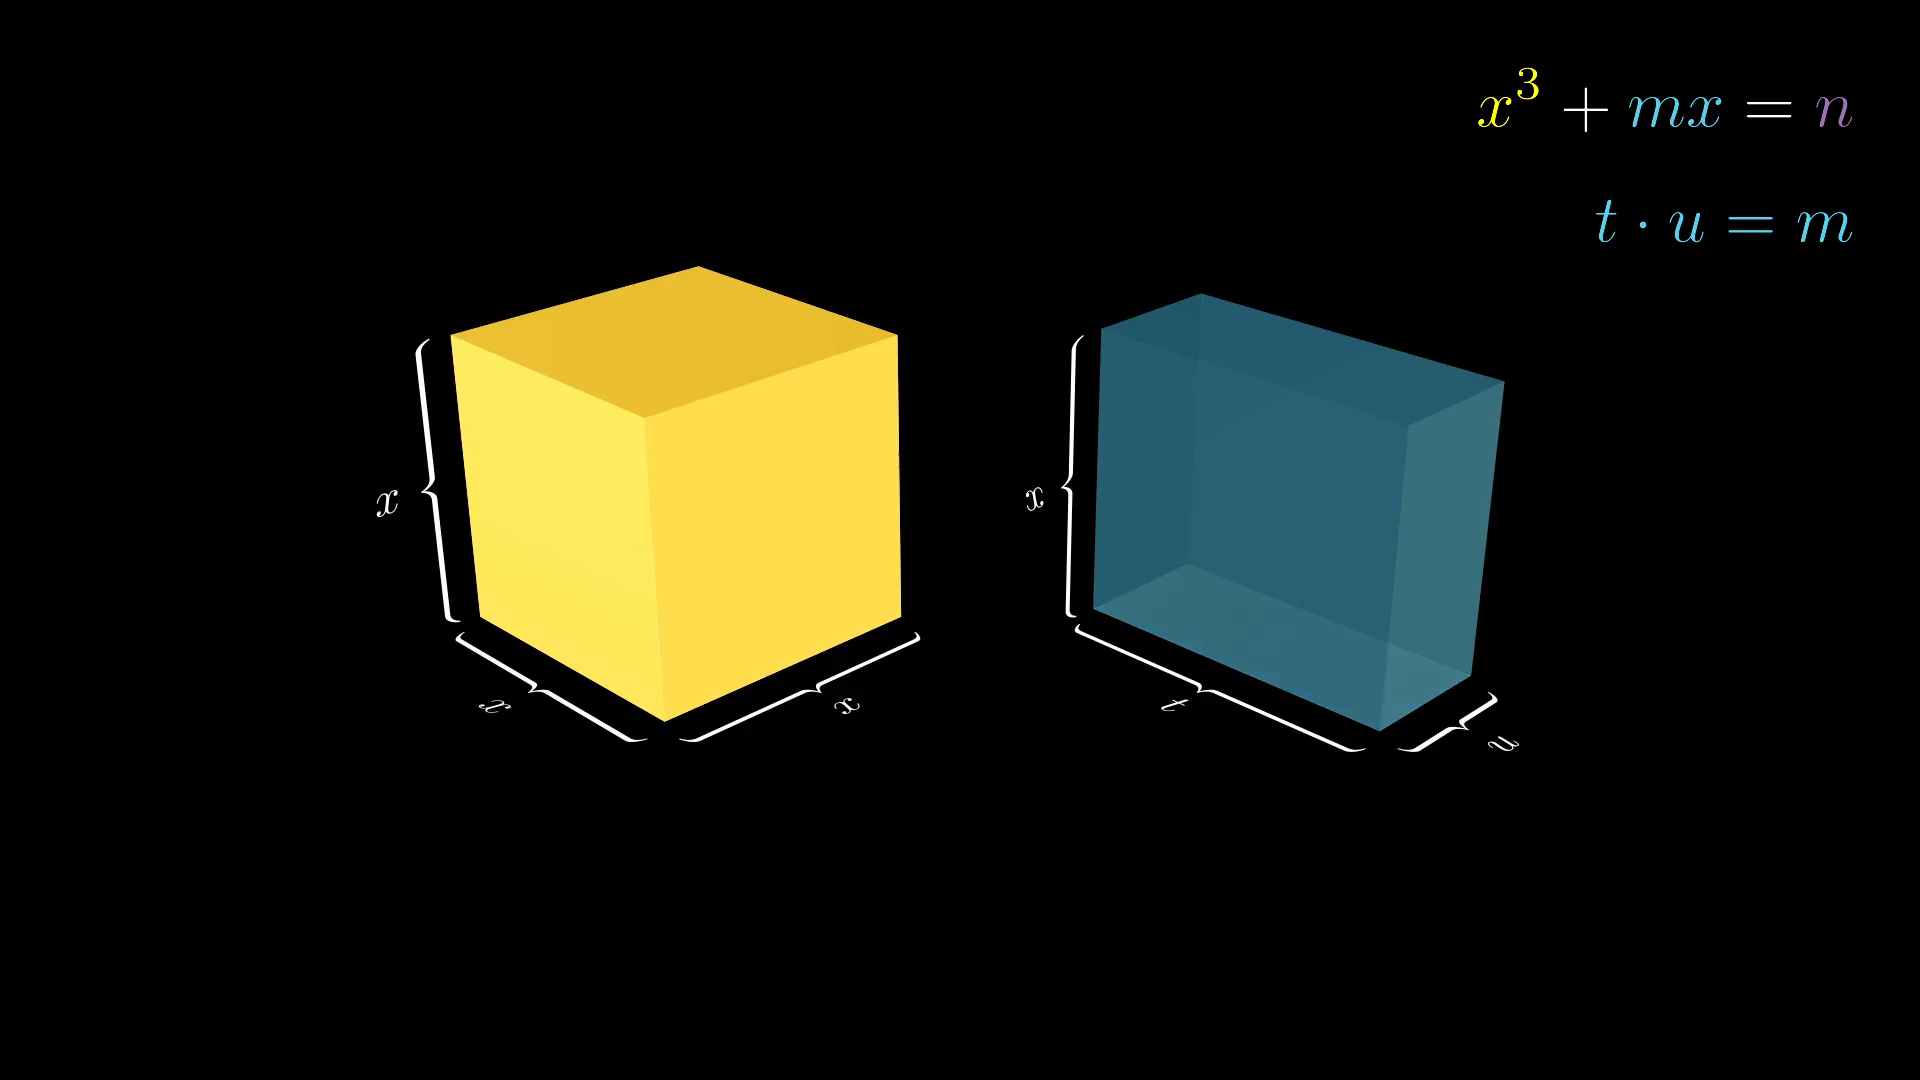 x³ + mx = n
t · u = m
x
x
x
x
t
u